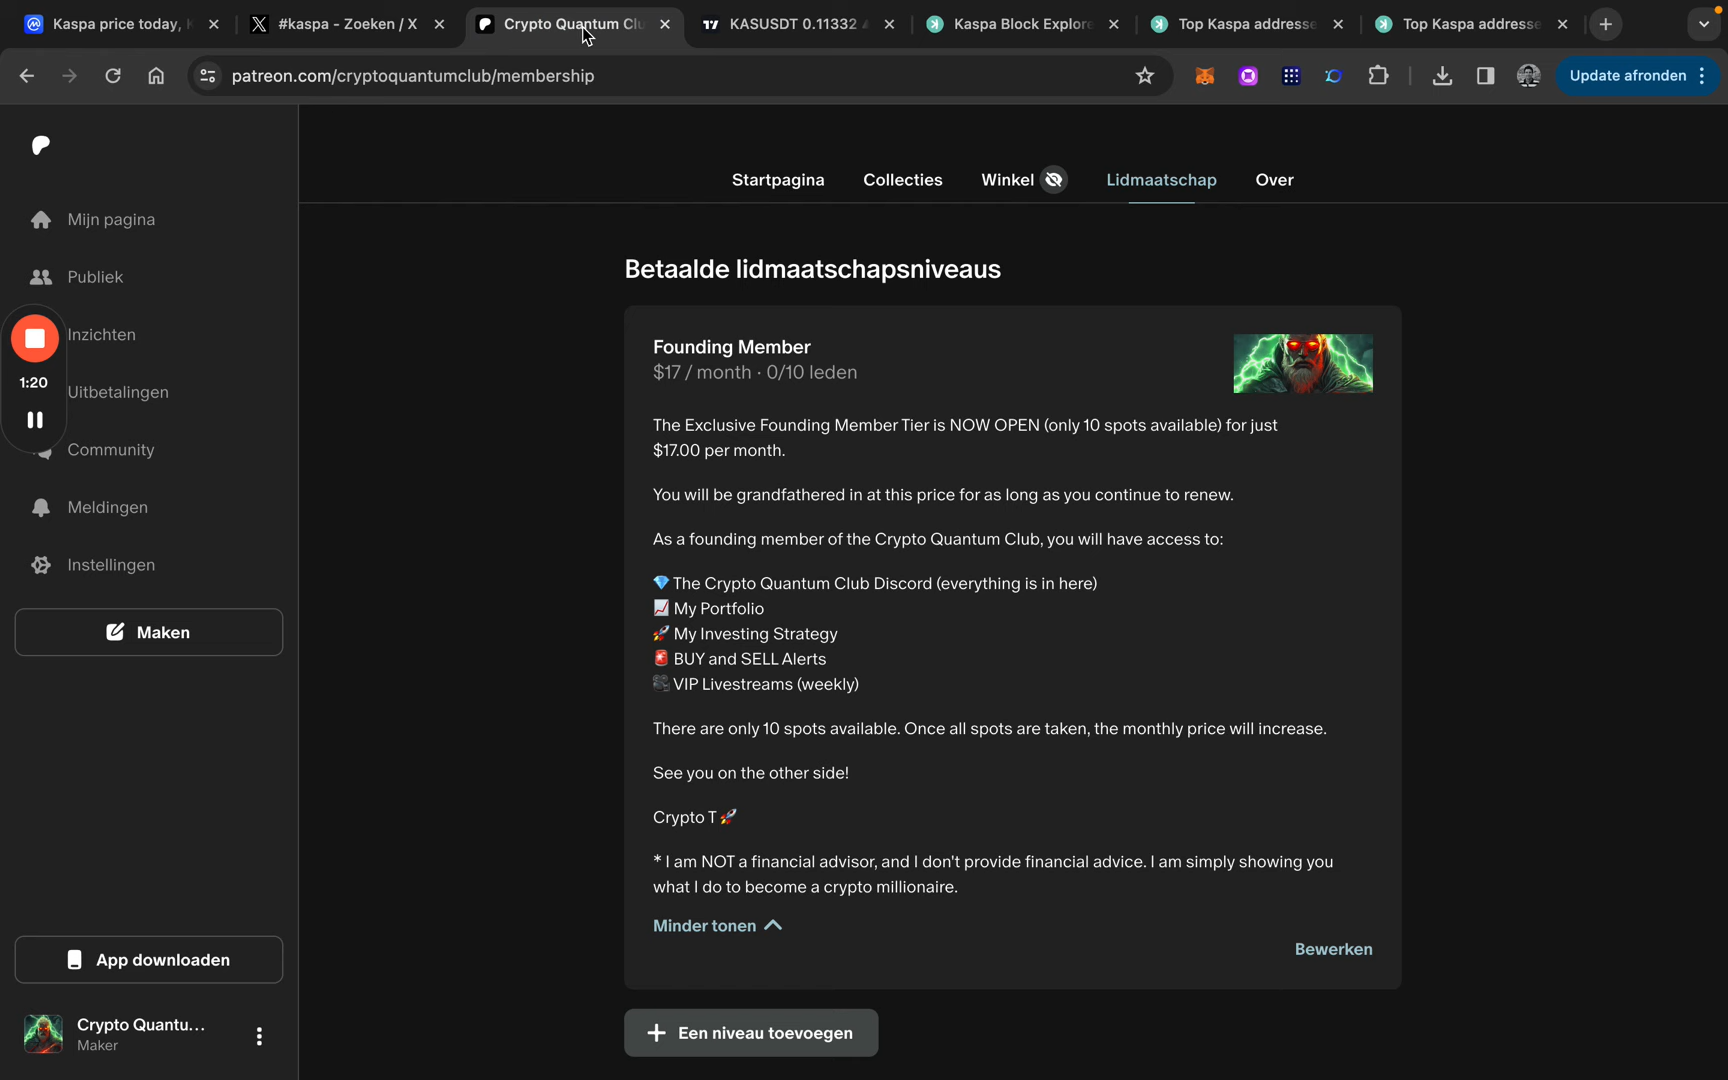 Kaspa price today,
#kaspa - Zoeken / X
Crypto Quantum Clu
KASUSDT 0.11332
Kaspa Block Explore
Top Kaspa addresse
Top Kaspa addresse
patreon.com/cryptoquantumclub/membership
Update afronden
Startpagina
Collecties
Winkel
Lidmaatschap
Over
Mijn pagina
Publiek
Inzichten
1:20
Uitbetalingen
Community
Meldingen
Instellingen
Maken
App downloaden
Crypto Quantu...
Maker
Betaalde lidmaatschapsniveaus
Founding Member
$17 / month · 0/10 leden
The Exclusive Founding Member Tier is NOW OPEN (only 10 spots available) for just
$17.00 per month.
You will be grandfathered in at this price for as long as you continue to renew.
As a founding member of the Crypto Quantum Club, you will have access to:
💎 The Crypto Quantum Club Discord (everything is in here)
📈 My Portfolio
🚀 My Investing Strategy
🚨 BUY and SELL Alerts
🎥 VIP Livestreams (weekly)
There are only 10 spots available. Once all spots are taken, the monthly price will increase.
See you on the other side!
Crypto T 🚀
* I am NOT a financial advisor, and I don't provide financial advice. I am simply showing you
what I do to become a crypto millionaire.
Minder tonen
Bewerken
+ Een niveau toevoegen